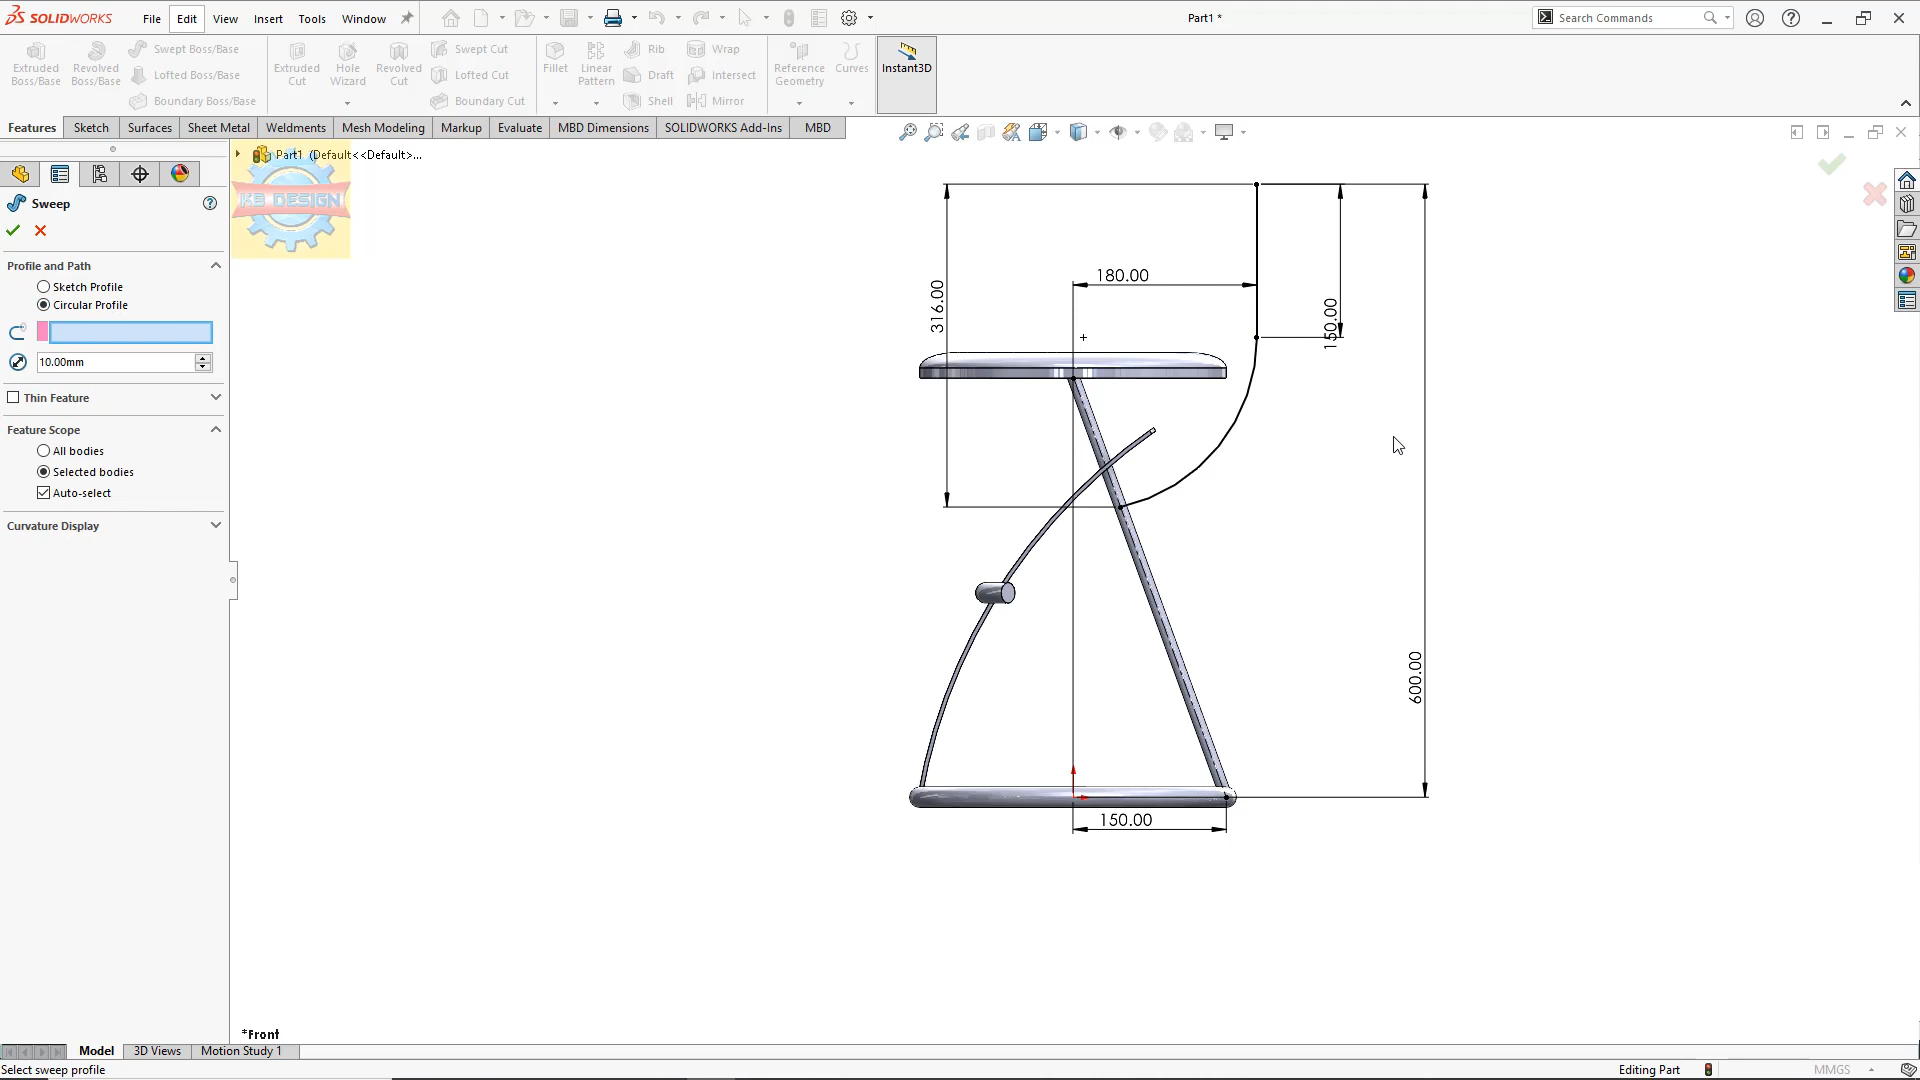 SOLIDWORKS File Edit View Insert Tools Window
Part1 *
Search Commands
Extruded Boss/Base
Revolved Boss/Base
Swept Boss/Base
Lofted Boss/Base
Boundary Boss/Base
Extruded Cut
Hole Wizard
Revolved Cut
Swept Cut
Lofted Cut
Boundary Cut
Fillet
Linear Pattern
Rib
Draft
Shell
Wrap
Intersect
Mirror
Reference Geometry
Curves
Instant3D
Features Sketch Surfaces Sheet Metal Weldments Mesh Modeling Markup Evaluate MBD Dimensions SOLIDWORKS Add-Ins MBD
Part1 (Default<<Default>...
KS DESIGN
Sweep
Profile and Path
Sketch Profile
Circular Profile
10.00mm
Thin Feature
Feature Scope
All bodies
Selected bodies
Auto-select
Curvature Display
316.00
180.00
150.00
600.00
150.00
*Front
Model 3D Views Motion Study 1
Select sweep profile
Editing Part
MMGS